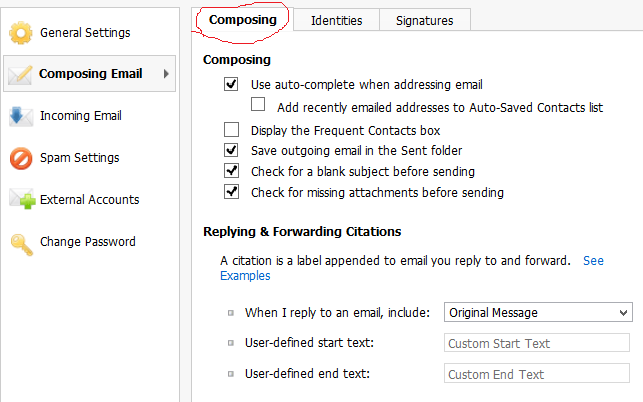 General Settings
Composing Email
Incoming Email
Spam Settings
External Accounts
Change Password
Composing
Identities
Signatures
Composing
Use auto-complete when addressing email
Add recently emailed addresses to Auto-Saved Contacts list
Display the Frequent Contacts box
Save outgoing email in the Sent folder
Check for a blank subject before sending
Check for missing attachments before sending
Replying & Forwarding Citations
A citation is a label appended to email you reply to and forward. See
Examples
When I reply to an email, include: Original Message
User-defined start text: Custom Start Text
User-defined end text: Custom End Text